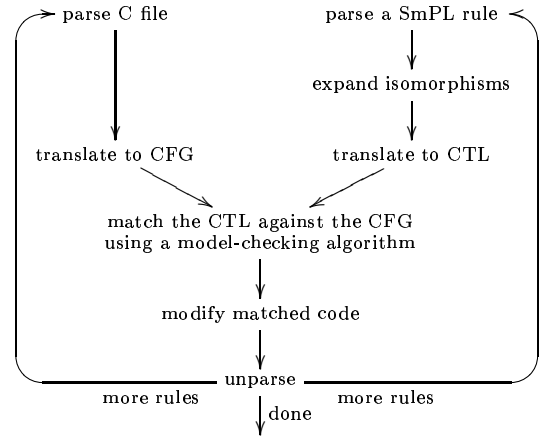 parse C file
parse a SmPL rule
expand isomorphisms
translate to CFG
translate to CTL
match the CTL against the CFG
using a model-checking algorithm
modify matched code
unparse
more rules
more rules
done